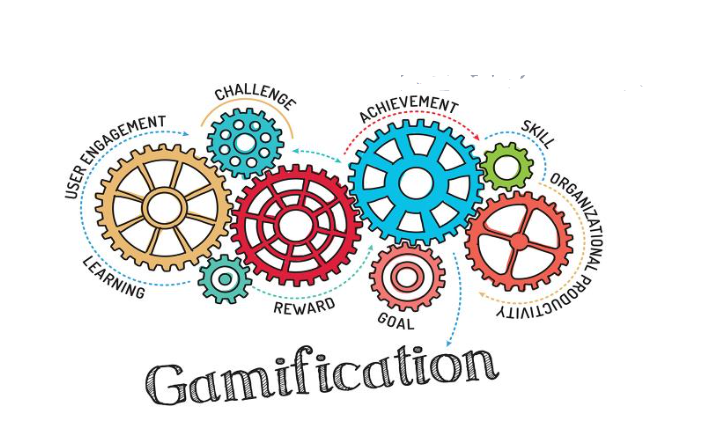 CHALLENGE
ACHIEVEMENT
USER ENGAGEMENT
SKILL
ORGANIZATIONAL PRODUCTIVITY
LEARNING
REWARD
GOAL
Gamification